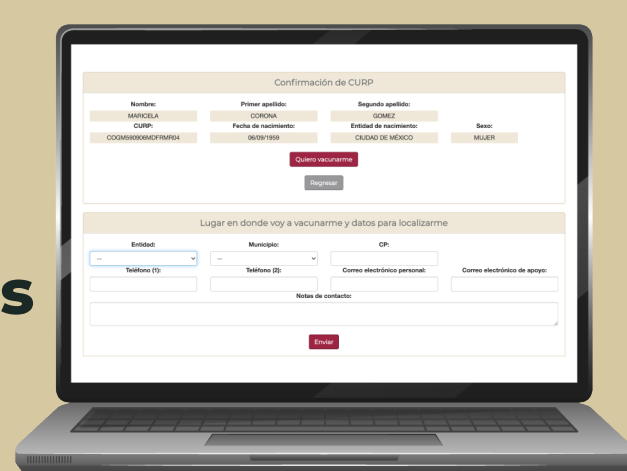 Confirmación de CURP
Nombre: Primer apellido: Segundo apellido:
MARICELA CORONA GOMEZ
CURP: Fecha de nacimiento: Entidad de nacimiento: Sexo:
COGM590906MDFRMR04 06/09/1959 CIUDAD DE MÉXICO MUJER
Quiero vacunarme
Regresar
Lugar en donde voy a vacunarme y datos para localizarme
Entidad: Municipio: CP:
... ...
Teléfono (1): Teléfono (2): Correo electrónico personal: Correo electrónico de apoyo:
Notas de contacto:
Enviar
s